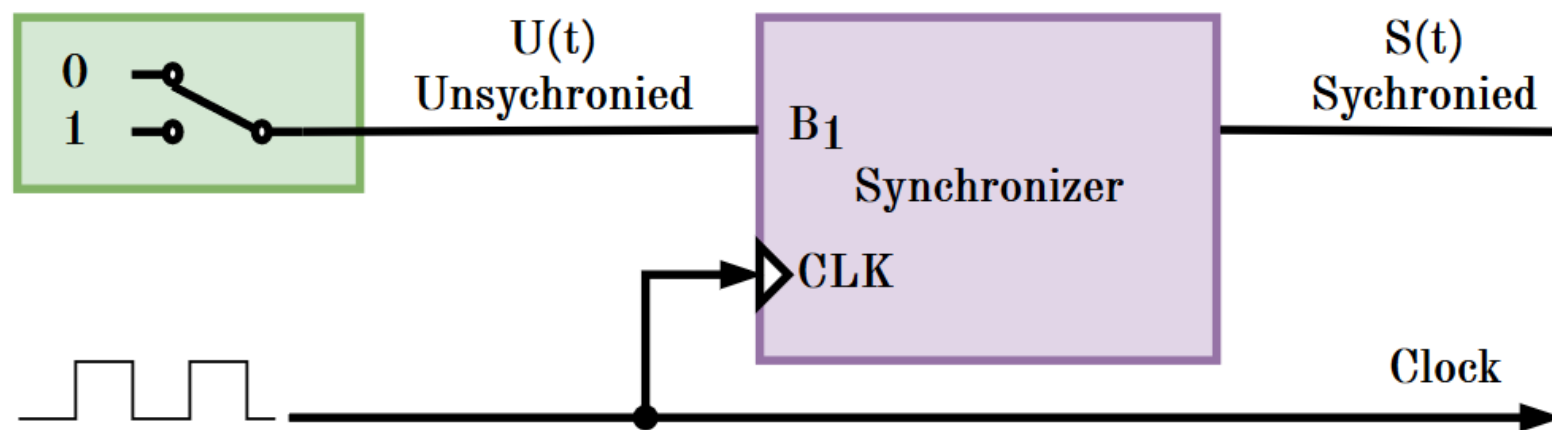 0
1
U(t)
Unsychronied
B1
Synchronizer
CLK
S(t)
Sychronied
Clock